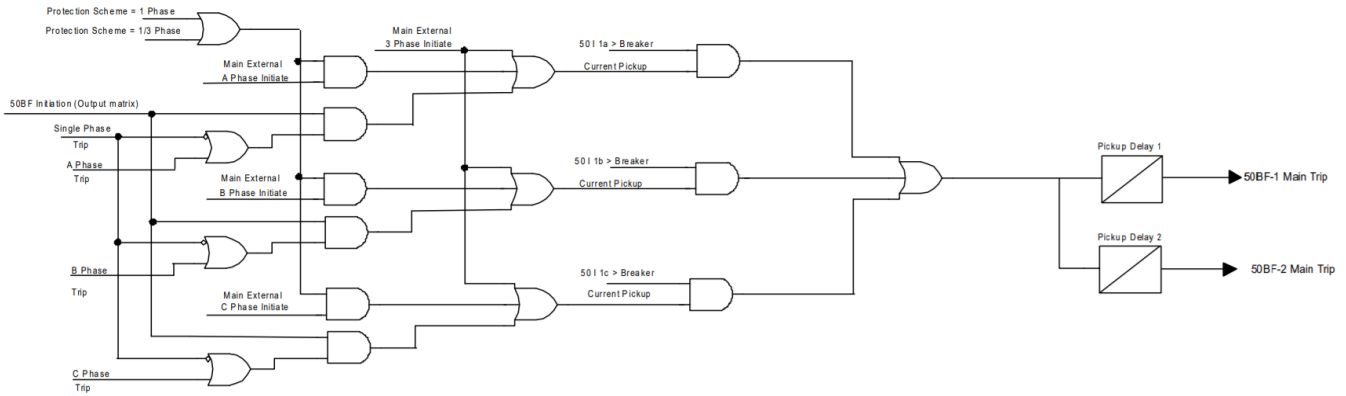 Protection Scheme = 1 Phase
Protection Scheme = 1/3 Phase
Main External
3 Phase Initiate
50 I 1a > Breaker
Current Pickup
Main External
A Phase Initiate
50BF Initiation (Output matrix)
Single Phase
Trip
A Phase
Trip
Pickup Delay 1
50BF-1 Main Trip
50 I 1b > Breaker
Current Pickup
Main External
B Phase Initiate
Pickup Delay 2
50BF-2 Main Trip
B Phase
Trip
50 I 1c > Breaker
Current Pickup
Main External
C Phase Initiate
C Phase
Trip